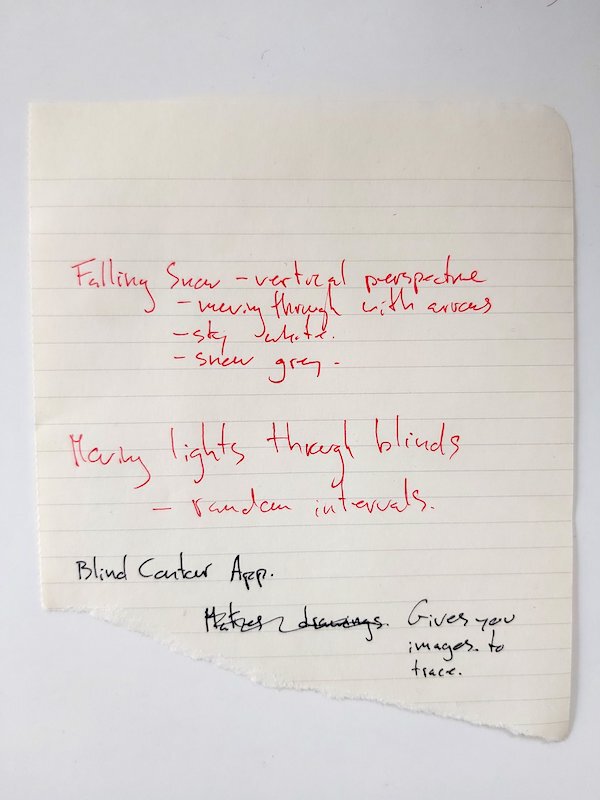 Falling Snow - vertical perspective
- moving through with arrows
- sky white.
- snow grey.
Moving lights through blinds
- random intervals.
Blind Contour App.
Makes drawings. Gives you
images to
trace.